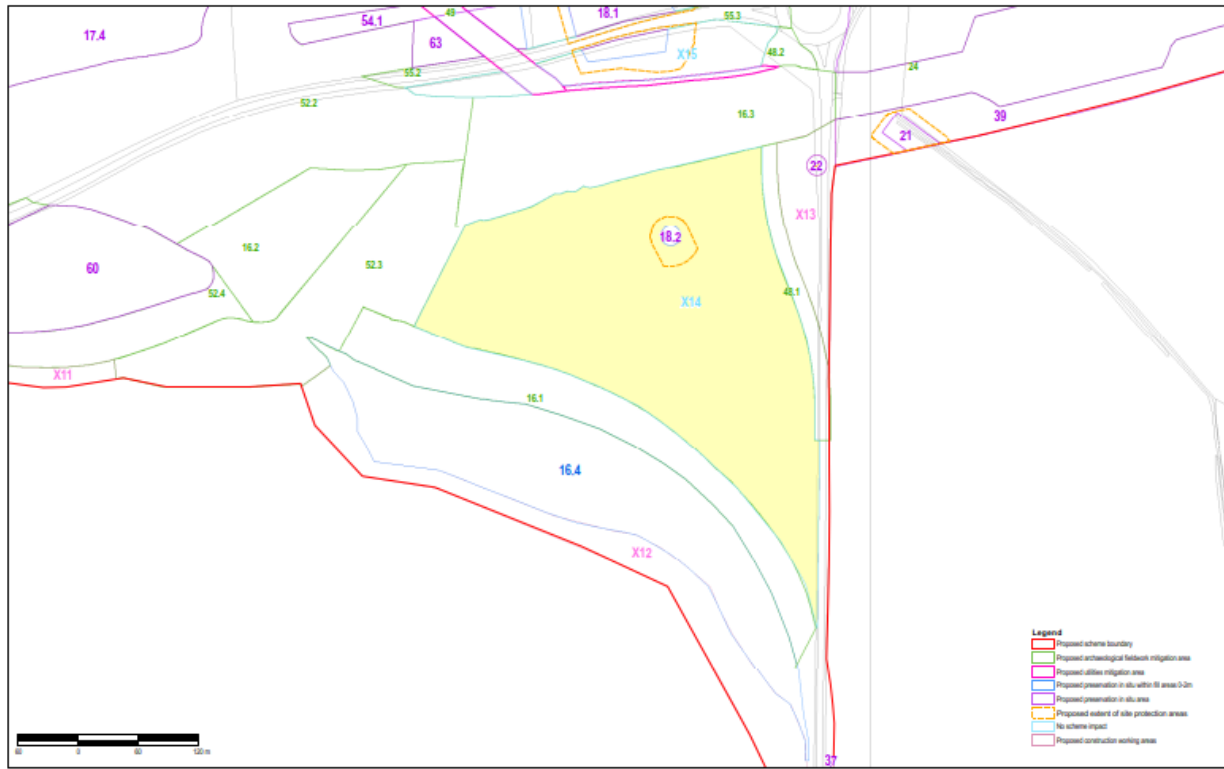 49
18.1
55.3
54.1
17.4
63
X15
48.2
55.2
24
52.2
16.3
39
21
22
X13
18.2
16.2
52.3
60
52.4
48.1
X14
X11
16.1
16.4
X12
37
60 0 60 120 m
Legend
Proposed scheme boundary
Proposed archaeological fieldwork mitigation area
Proposed utilities mitigation area
Proposed preservation in situ within fill areas 0-2m
Proposed preservation in situ area
Proposed extent of site protection areas
No scheme impact
Proposed construction working areas